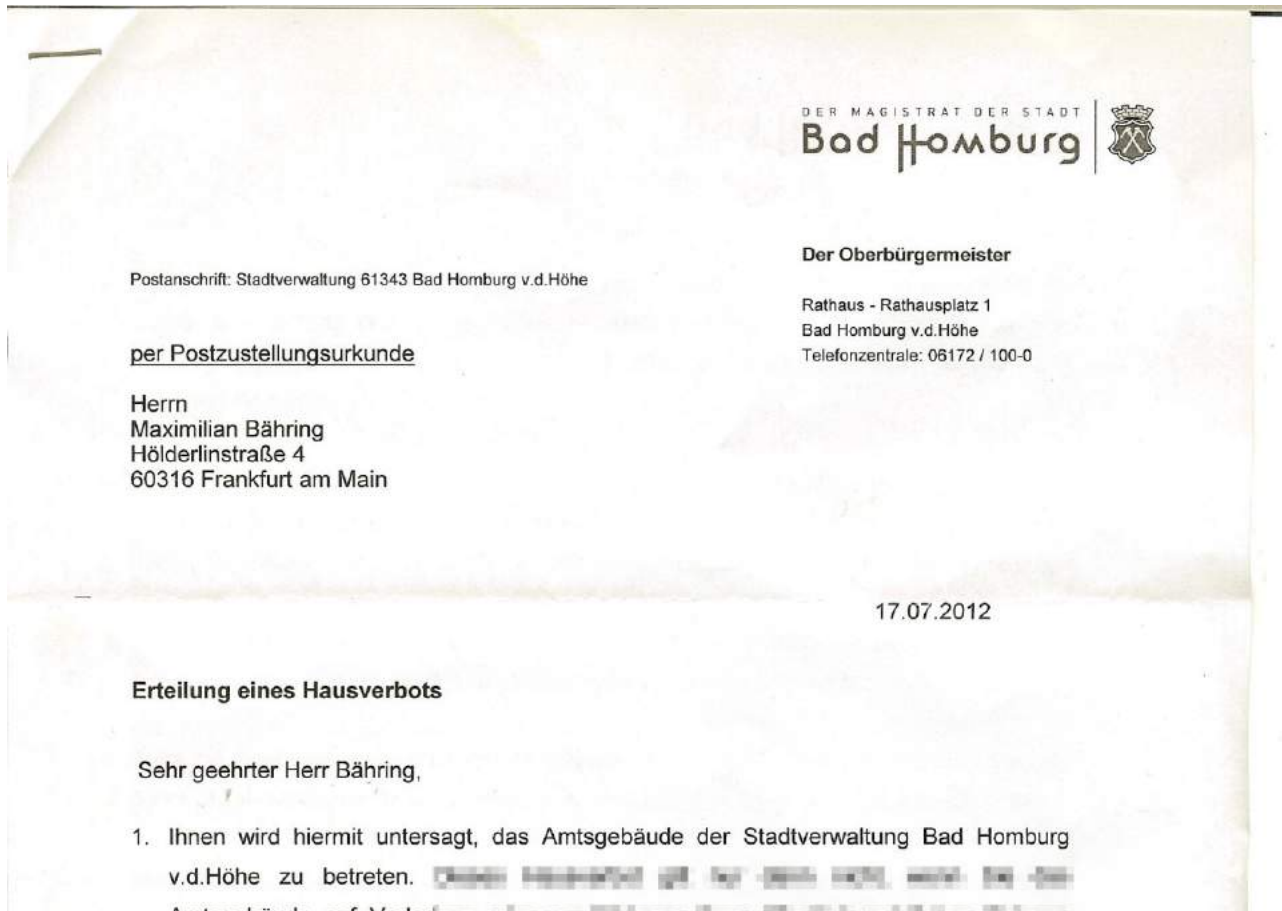 DER MAGISTRAT DER STADT
Bad Homburg
Der Oberbürgermeister
Postanschrift: Stadtverwaltung 61343 Bad Homburg v.d.Höhe
Rathaus - Rathausplatz 1
Bad Homburg v.d.Höhe
Telefonzentrale: 06172 / 100-0
per Postzustellungsurkunde
Herrn
Maximilian Bähring
Hölderlinstraße 4
60316 Frankfurt am Main
17.07.2012
Erteilung eines Hausverbots
Sehr geehrter Herr Bähring,
1. Ihnen wird hiermit untersagt, das Amtsgebäude der Stadtverwaltung Bad Homburg
v.d.Höhe zu betreten.